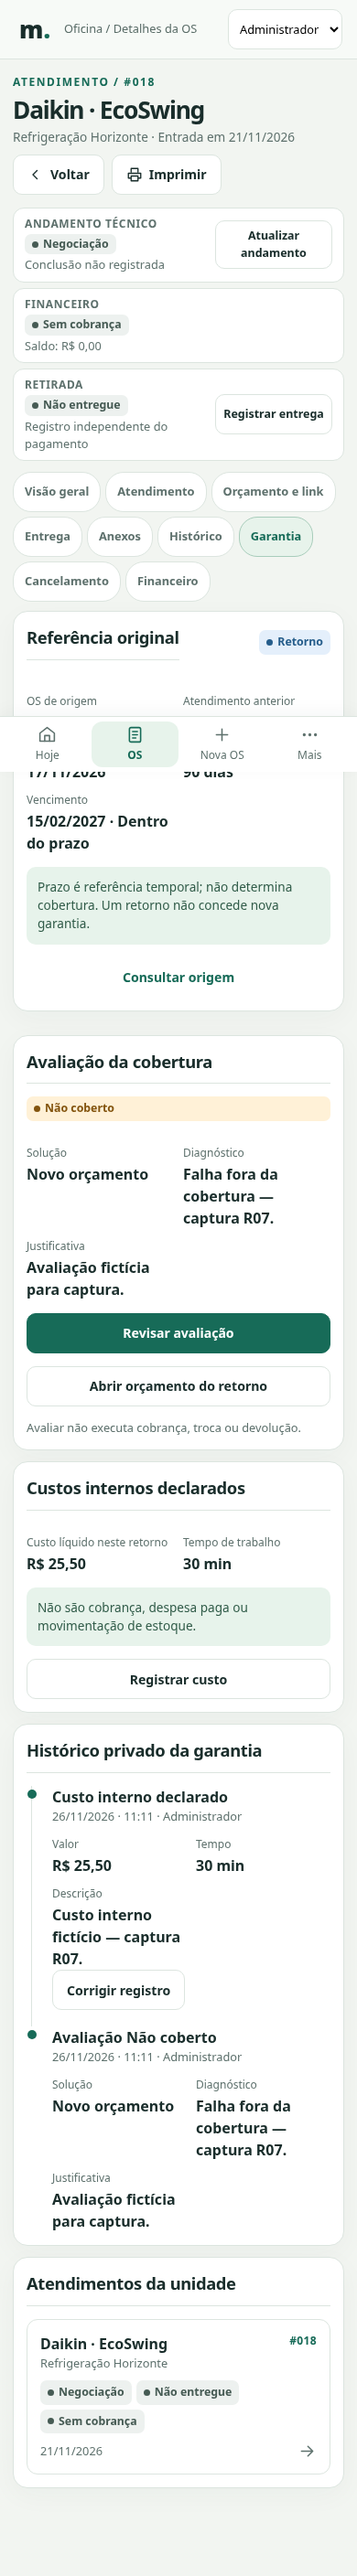 m.
Oficina / Detalhes da OS
Administrador
ATENDIMENTO / #018
Daikin · EcoSwing
Refrigeração Horizonte · Entrada em 21/11/2026
Voltar
Imprimir
ANDAMENTO TÉCNICO
Negociação
Conclusão não registrada
Atualizar
andamento
FINANCEIRO
Sem cobrança
Saldo: R$ 0,00
RETIRADA
Não entregue
Registro independente do
pagamento
Registrar entrega
Visão geral
Atendimento
Orçamento e link
Entrega
Anexos
Histórico
Garantia
Cancelamento
Financeiro
Referência original
Retorno
OS de origem
Atendimento anterior
Hoje
OS
Nova OS
Mais
17/11/2026
90 dias
Vencimento
15/02/2027 · Dentro
do prazo
Prazo é referência temporal; não determina
cobertura. Um retorno não concede nova
garantia.
Consultar origem
Avaliação da cobertura
Não coberto
Solução
Novo orçamento
Diagnóstico
Falha fora da
cobertura —
captura R07.
Justificativa
Avaliação fictícia
para captura.
Revisar avaliação
Abrir orçamento do retorno
Avaliar não executa cobrança, troca ou devolução.
Custos internos declarados
Custo líquido neste retorno
R$ 25,50
Tempo de trabalho
30 min
Não são cobrança, despesa paga ou
movimentação de estoque.
Registrar custo
Histórico privado da garantia
Custo interno declarado
26/11/2026 · 11:11 · Administrador
Valor
R$ 25,50
Tempo
30 min
Descrição
Custo interno
fictício — captura
R07.
Corrigir registro
Avaliação Não coberto
26/11/2026 · 11:11 · Administrador
Solução
Novo orçamento
Diagnóstico
Falha fora da
cobertura —
captura R07.
Justificativa
Avaliação fictícia
para captura.
Atendimentos da unidade
Daikin · EcoSwing
#018
Refrigeração Horizonte
Negociação
Não entregue
Sem cobrança
21/11/2026